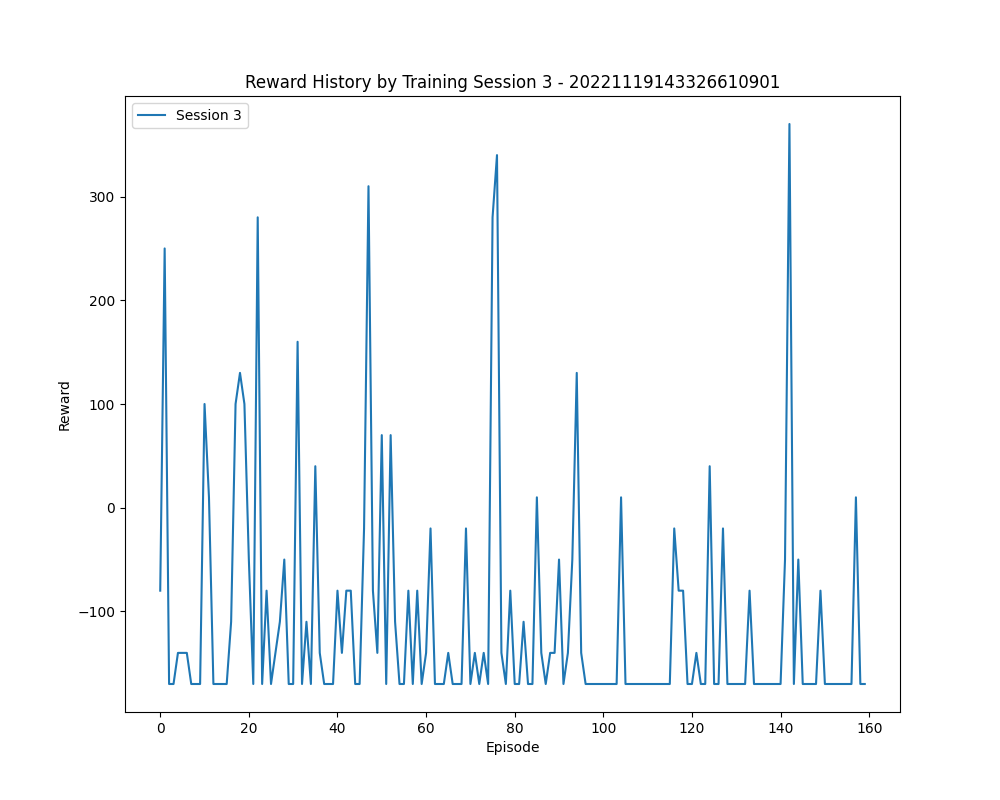 Reward History by Training Session 3 - 20221119143326610901
Session 3
300
200
100
0
−100
Reward
0 20 40 60 80 100 120 140 160
Episode